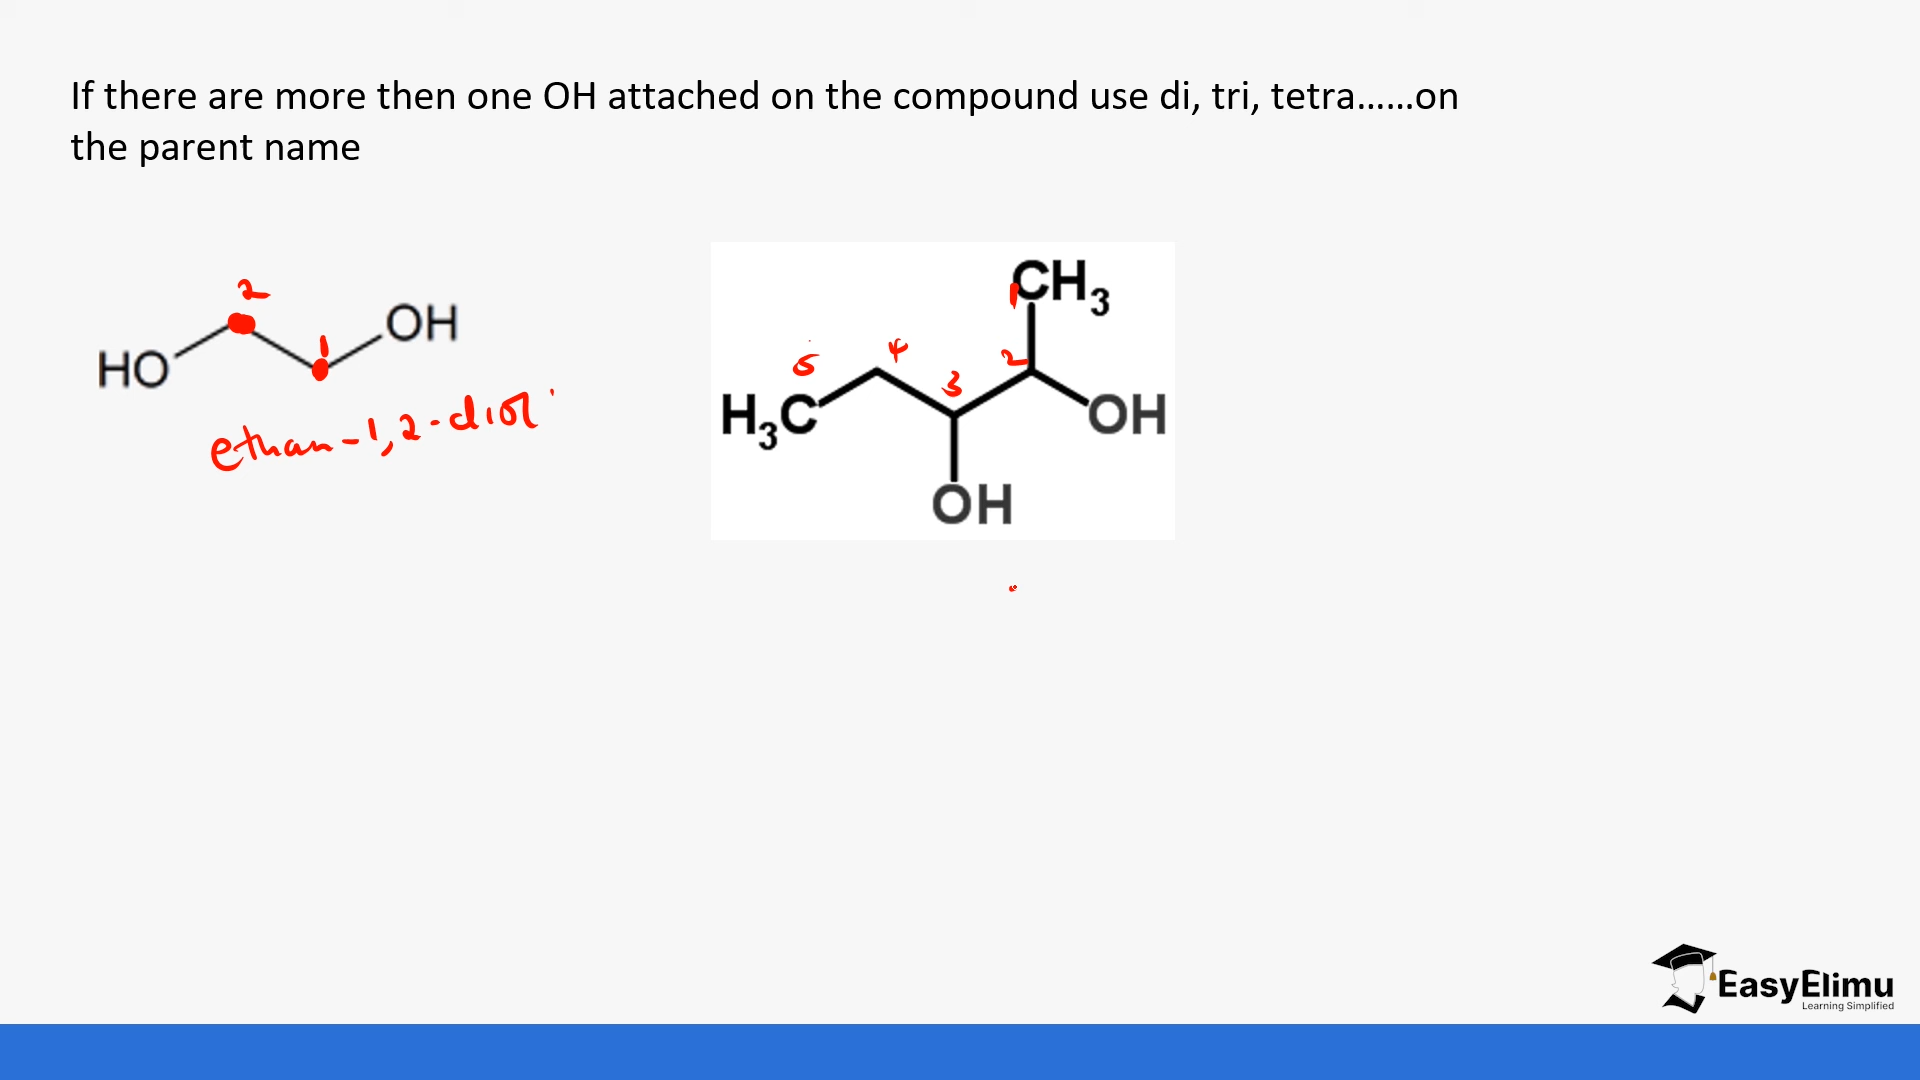 If there are more then one OH attached on the compound use di, tri, tetra......on
the parent name
2
1
HO
OH
ethan-1,2-diol
CH3
1
5
4
3
2
H3C
OH
OH
EasyElimu
Learning Simplified